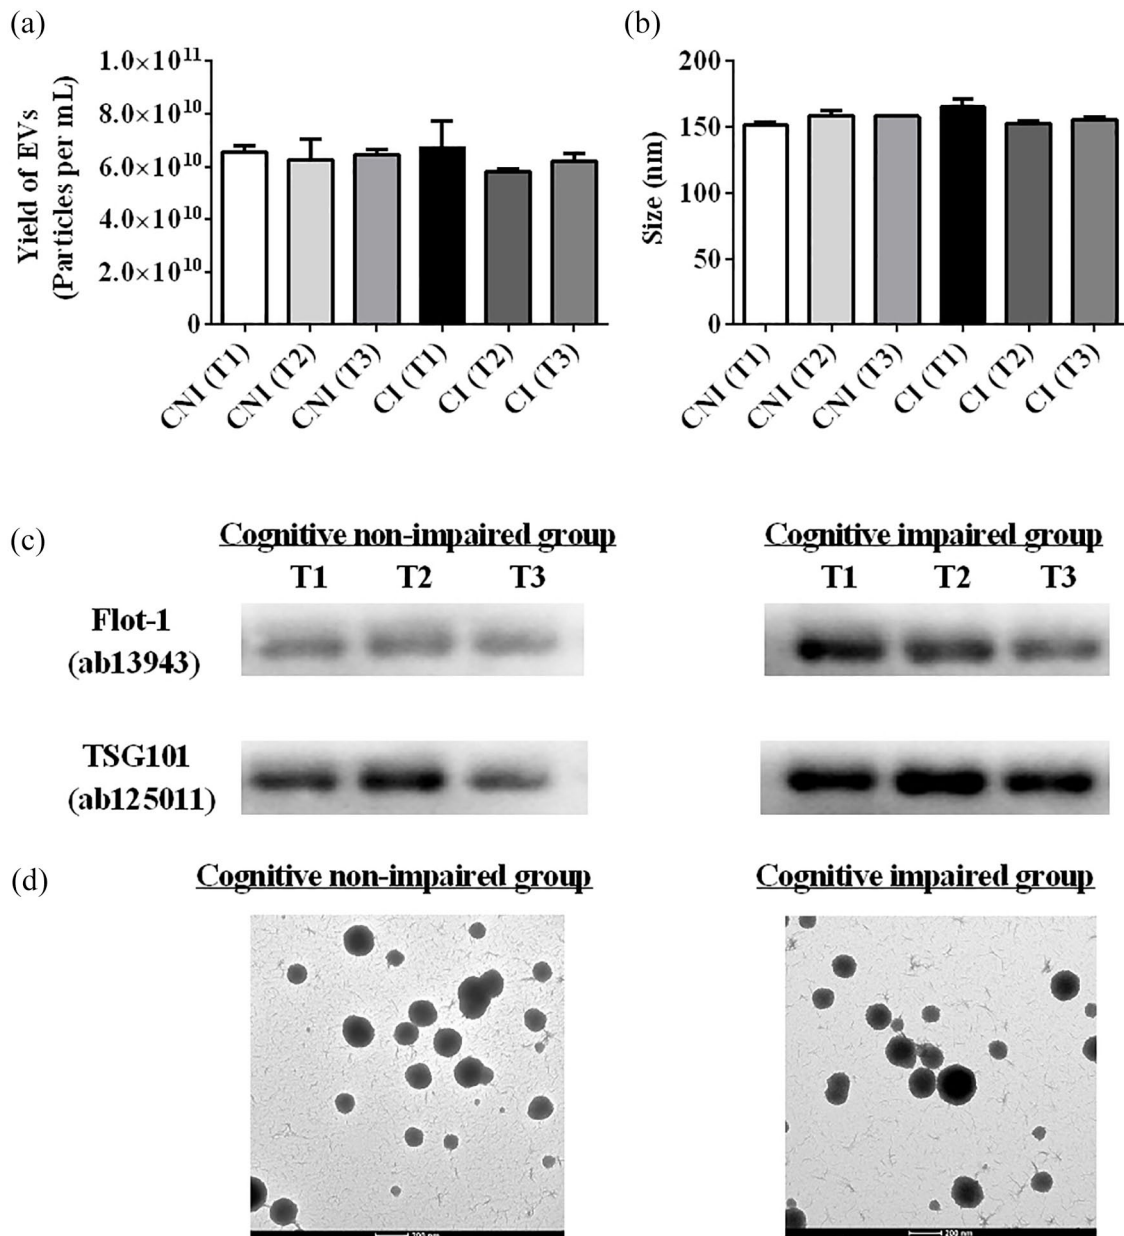 (a)
Yield of EVs
(Particles per mL)
1.0×10¹¹
8.0×10¹⁰
6.0×10¹⁰
4.0×10¹⁰
2.0×10¹⁰
0
CNI (T1)
CNI (T2)
CNI (T3)
CI (T1)
CI (T2)
CI (T3)
(b)
Size (nm)
200
150
100
50
0
CNI (T1)
CNI (T2)
CNI (T3)
CI (T1)
CI (T2)
CI (T3)
(c)
Cognitive non-impaired group
T1 T2 T3
Cognitive impaired group
T1 T2 T3
Flot-1
(ab13943)
TSG101
(ab125011)
(d)
Cognitive non-impaired group
Cognitive impaired group
200 nm
200 nm